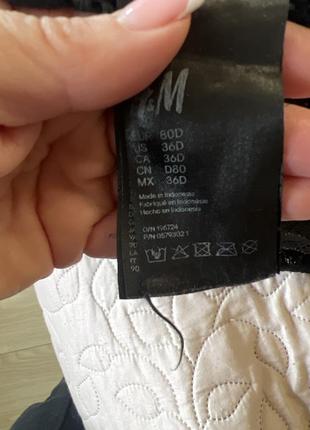 H&M
EUR 80D
US 36D
CA 36D
CN D80
MX 36D
Made in Indonesia
Fabriqué en Indonésie
Hecho en Indonesia
O/N 196724